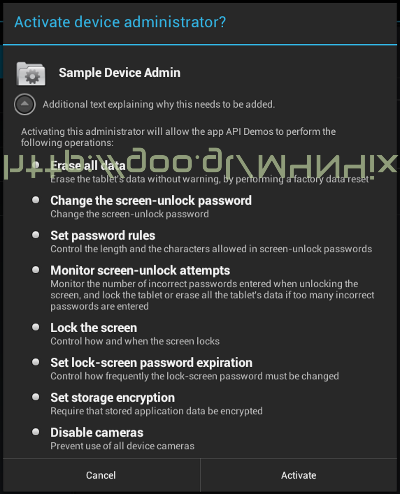 Activate device administrator?
Sample Device Admin
Additional text explaining why this needs to be added.
Activating this administrator will allow the app API Demos to perform the
following operations:
Erase all data
Erase the tablet's data without warning, by performing a factory data reset
Change the screen-unlock password
Change the screen-unlock password
Set password rules
Control the length and the characters allowed in screen-unlock passwords
Monitor screen-unlock attempts
Monitor the number of incorrect passwords entered when unlocking the
screen, and lock the tablet or erase all the tablet's data if too many incorrect
passwords are entered
Lock the screen
Control how and when the screen locks
Set lock-screen password expiration
Control how frequently the lock-screen password must be changed
Set storage encryption
Require that stored application data be encrypted
Disable cameras
Prevent use of all device cameras
Cancel
Activate